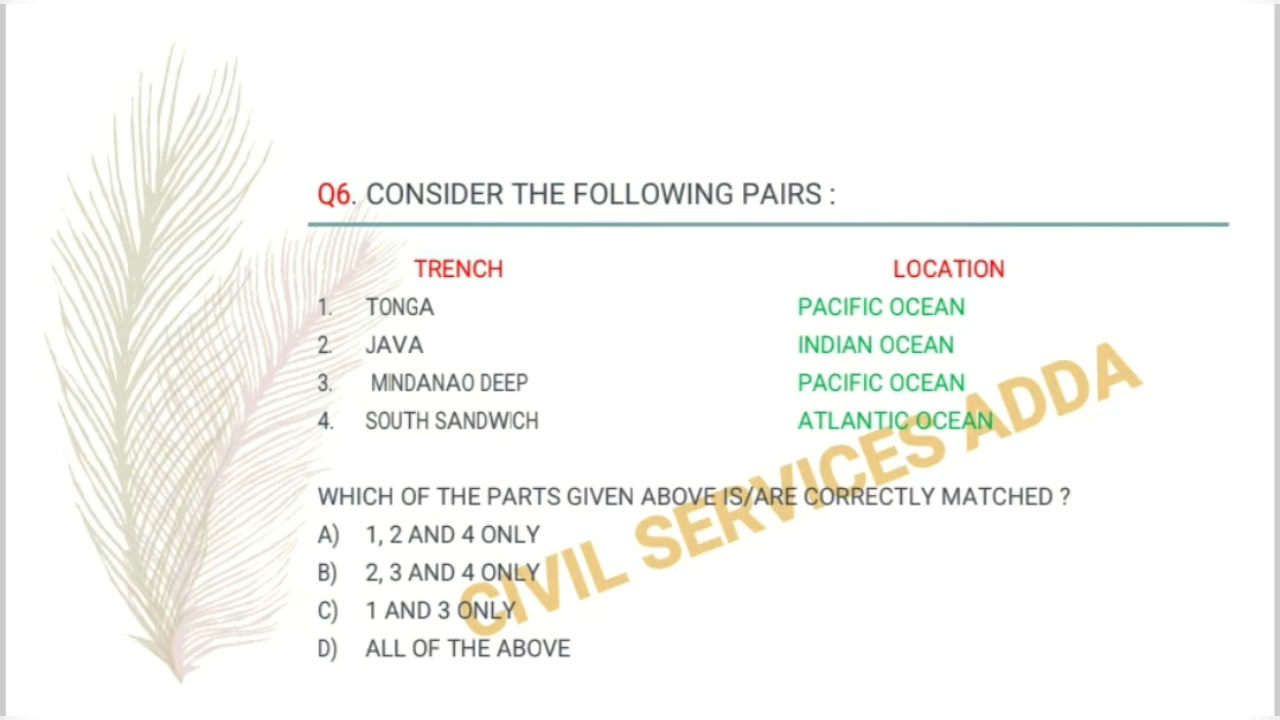 Q6. CONSIDER THE FOLLOWING PAIRS :
TRENCH LOCATION
1. TONGA PACIFIC OCEAN
2. JAVA INDIAN OCEAN
3. MINDANAO DEEP PACIFIC OCEAN
4. SOUTH SANDWICH ATLANTIC OCEAN
WHICH OF THE PARTS GIVEN ABOVE IS/ARE CORRECTLY MATCHED ?
A) 1, 2 AND 4 ONLY
B) 2, 3 AND 4 ONLY
C) 1 AND 3 ONLY
D) ALL OF THE ABOVE
CIVIL SERVICES ADDA